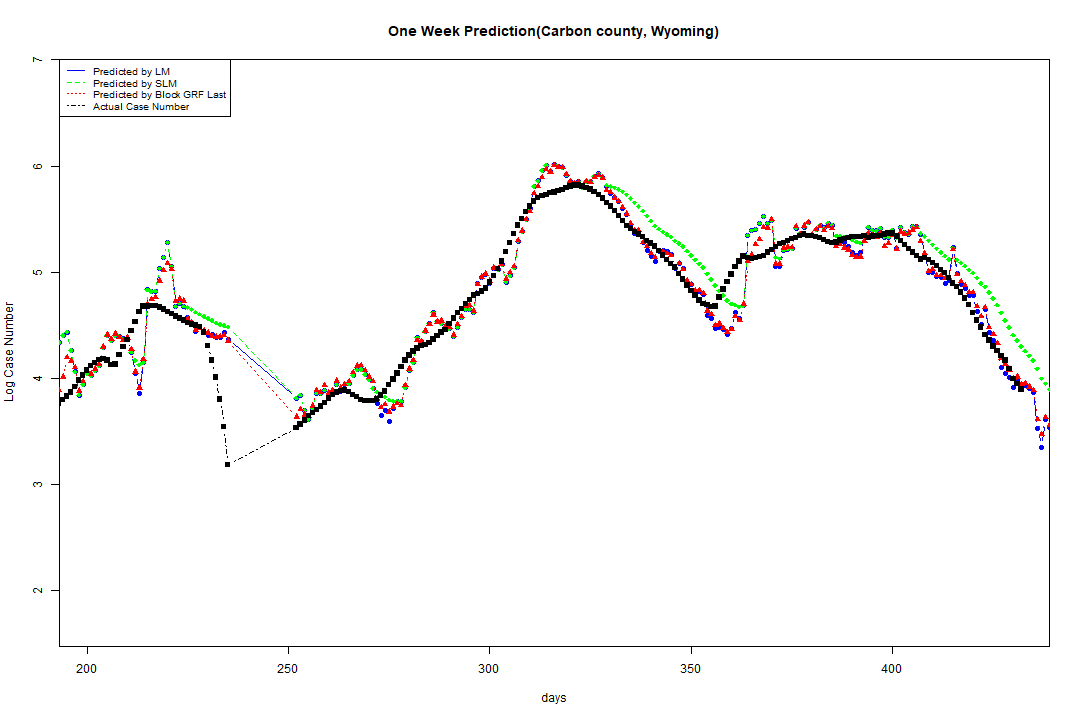 One Week Prediction(Carbon county, Wyoming)
Predicted by LM
Predicted by SLM
Predicted by Block GRF Last
Actual Case Number
7
6
5
4
3
2
Log Case Number
200 250 300 350 400
days